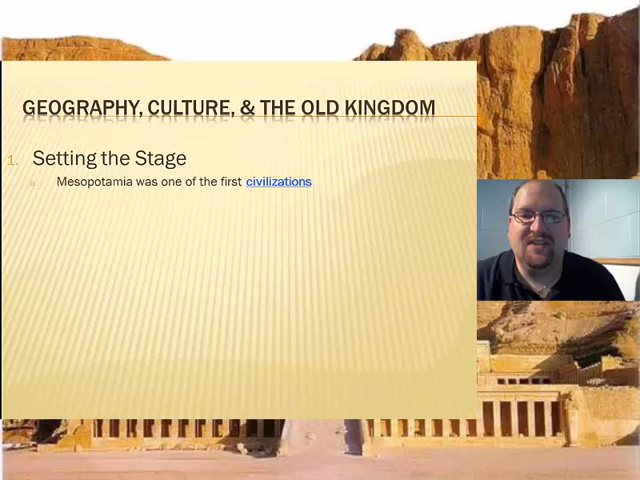 GEOGRAPHY, CULTURE, & THE OLD KINGDOM
1. Setting the Stage
a Mesopotamia was one of the first civilizations